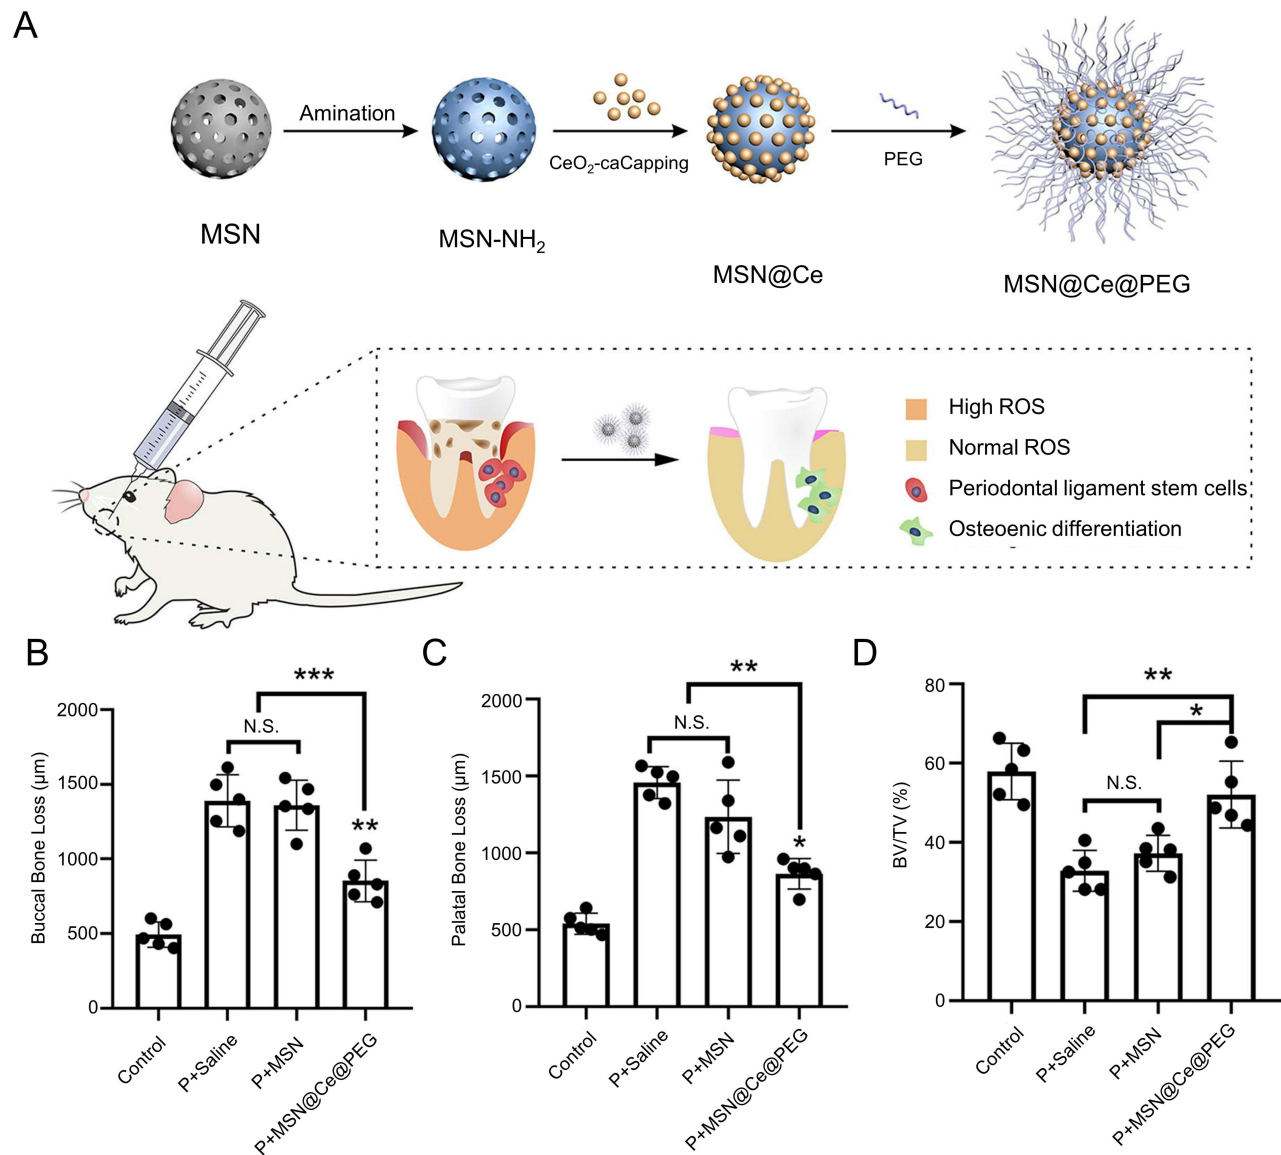 A
Amination
CeO2-caCapping
PEG
MSN
MSN-NH2
MSN@Ce
MSN@Ce@PEG
High ROS
Normal ROS
Periodontal ligament stem cells
Osteoenic differentiation
B
***
N.S.
**
Buccal Bone Loss (μm)
2000
1500
1000
500
0
Control
P+Saline
P+MSN
P+MSN@Ce@PEG
C
**
N.S.
*
Palatal Bone Loss (μm)
2000
1500
1000
500
0
Control
P+Saline
P+MSN
P+MSN@Ce@PEG
D
**
*
N.S.
BV/TV (%)
80
60
40
20
0
Control
P+Saline
P+MSN
P+MSN@Ce@PEG